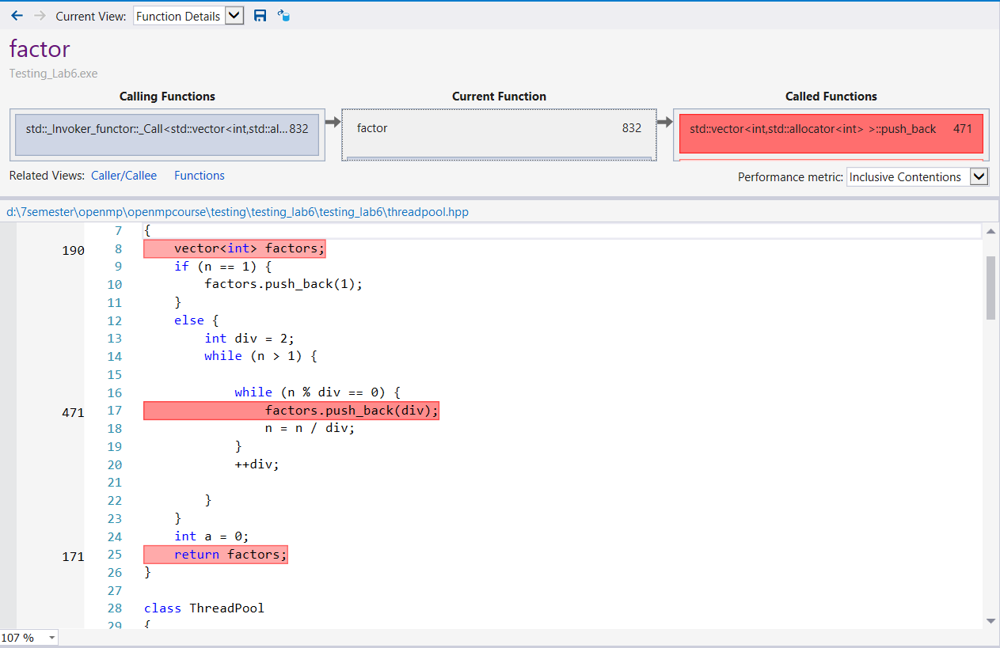 Current View: Function Details
factor
Testing_Lab6.exe
Calling Functions Current Function Called Functions
std::_Invoker_functor::_Call<std::vector<int,std::al... 832 factor 832 std::vector<int,std::allocator<int> >::push_back 471
Related Views: Caller/Callee Functions Performance metric: Inclusive Contentions
d:\7semester\openmp\openmpcourse\testing\testing_lab6\testing_lab6\threadpool.hpp
7 {
190 8 vector<int> factors;
9 if (n == 1) {
10 factors.push_back(1);
11 }
12 else {
13 int div = 2;
14 while (n > 1) {
15
16 while (n % div == 0) {
471 17 factors.push_back(div);
18 n = n / div;
19 }
20 ++div;
21
22 }
23 }
24 int a = 0;
171 25 return factors;
26 }
27
28 class ThreadPool
29 {
107 %